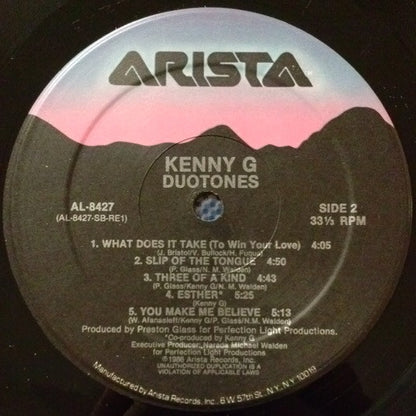 ARISTA
KENNY G
DUOTONES
AL-8427
(AL-8427-SB-RE1)
SIDE 2
33⅓ RPM
1. WHAT DOES IT TAKE (To Win Your Love) 4:05
(J. Bristol/V. Bullock/H. Fuqua)
2. SLIP OF THE TONGUE 4:50
(P. Glass/N. M. Walden)
3. THREE OF A KIND 4:43
(P. Glass/Kenny G/N. M. Walden)
4. ESTHER* 5:25
(Kenny G)
5. YOU MAKE ME BELIEVE 5:13
(W. Afanasieff/Kenny G/P. Glass/N. M. Walden)
Produced by Preston Glass for Perfection Light Productions.
*Co-produced by Kenny G
Executive Producer: Narada Michael Walden
for Perfection Light Productions
℗1986 Arista Records, Inc.
UNAUTHORIZED DUPLICATION IS A
VIOLATION OF APPLICABLE LAWS
Manufactured by Arista Records, Inc., 6 W. 57th St., N.Y., N.Y. 10019